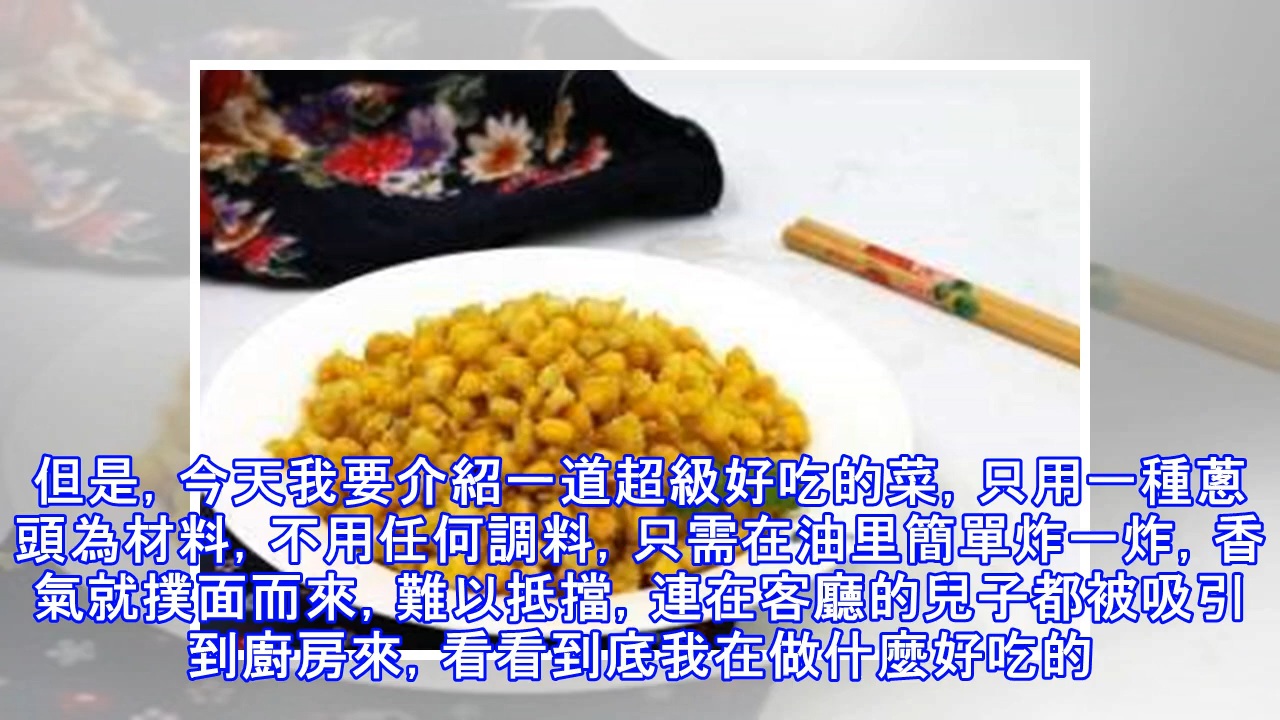 但是, 今天我要介紹一道超級好吃的菜, 只用一種蔥
頭為材料, 不用任何調料, 只需在油里簡單炸一炸, 香
氣就撲面而來, 難以抵擋, 連在客廳的兒子都被吸引
到廚房來, 看看到底我在做什麼好吃的